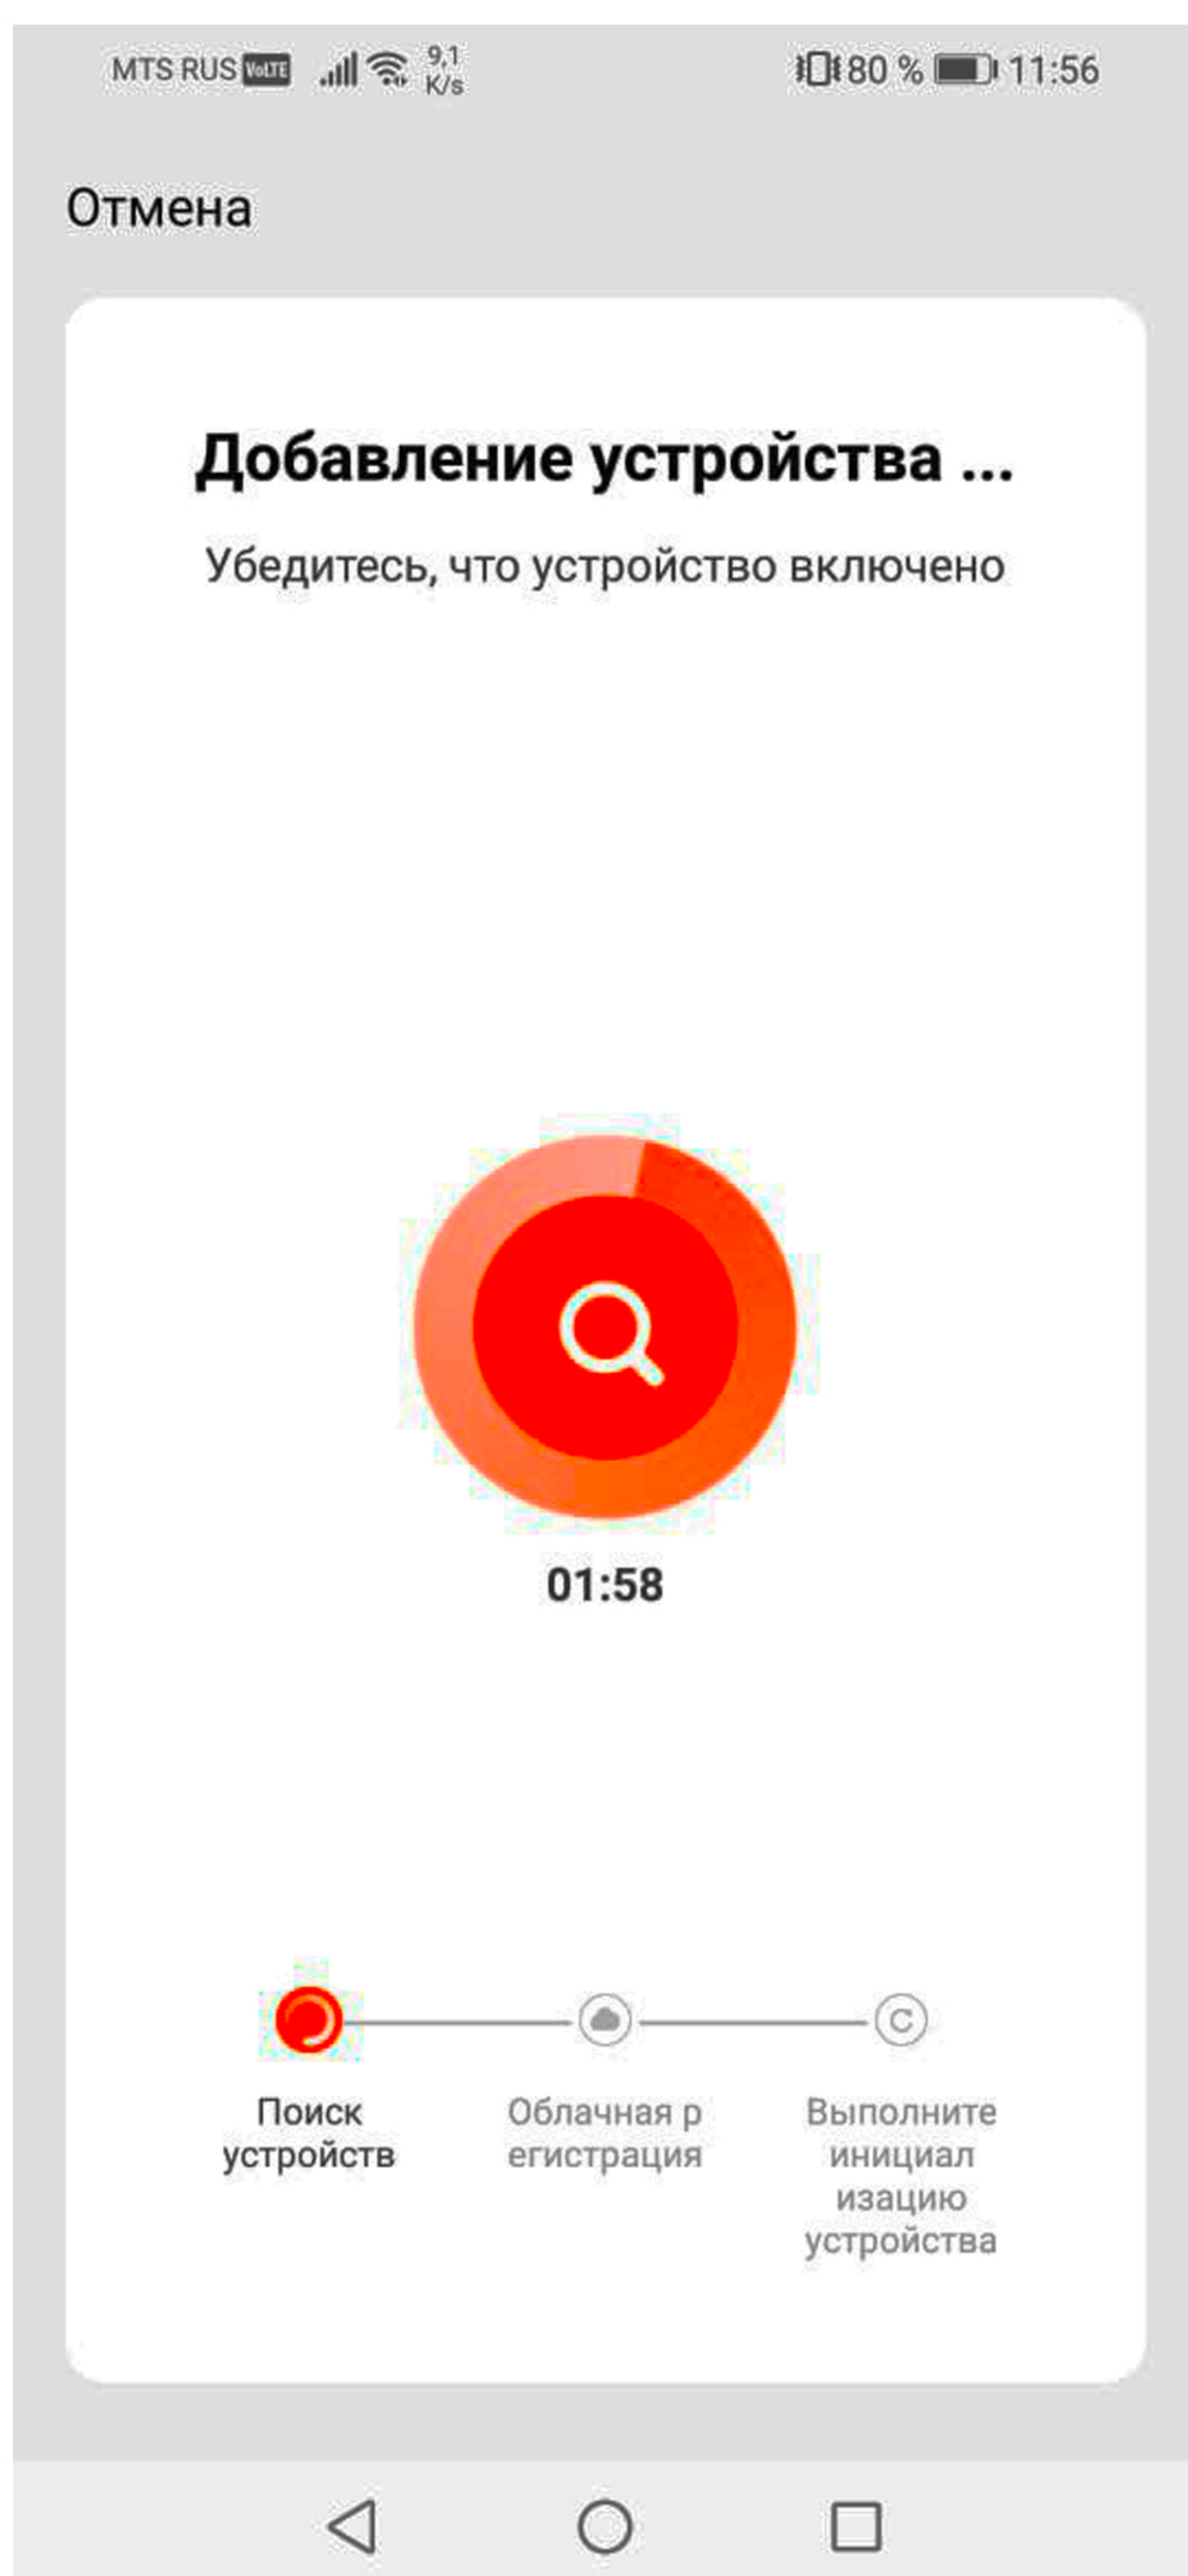 MTS RUS VoLTE 9,1 K/s 80 % 11:56
Отмена
Добавление устройства ...
Убедитесь, что устройство включено
01:58
Поиск
устройств
Облачная р
егистрация
Выполните
инициал
изацию
устройства